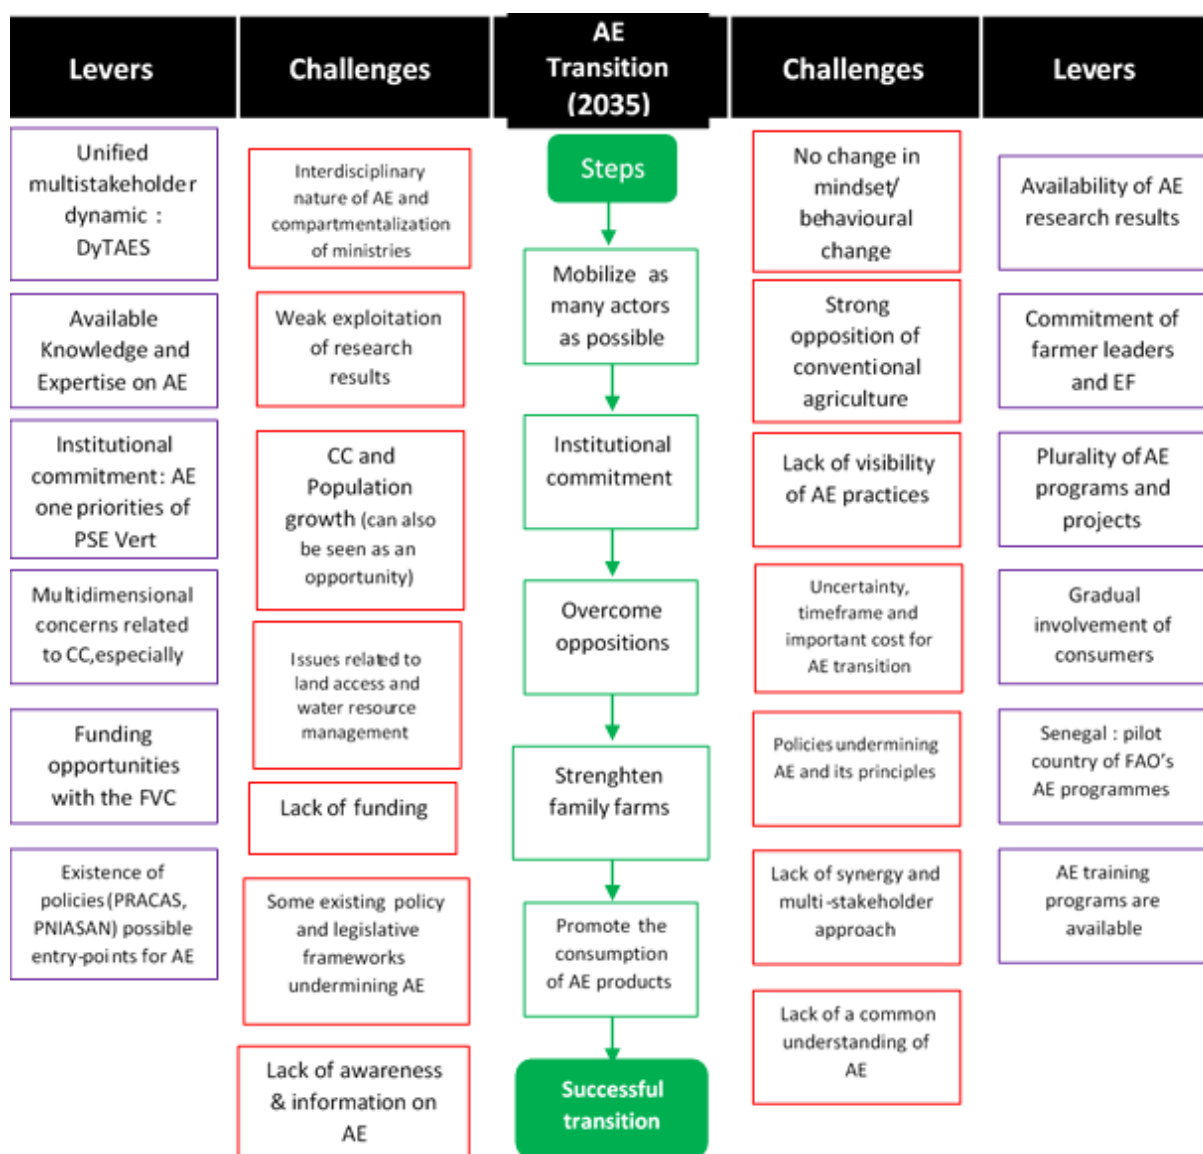 Levers
Challenges
AE
Transition
(2035)
Challenges
Levers
Unified
multistakeholder
dynamic :
DyTAES
Available
Knowledge and
Expertise on AE
Institutional
commitment: AE
one priorities of
PSE Vert
Multidimensional
concerns related
to CC,especially
Funding
opportunities
with the FVC
Existence of
policies (PRACAS,
PNIASAN) possible
entry-points for AE
Interdisciplinary
nature of AE and
compartmentalization
of ministries
Weak exploitation
of research
results
CC and
Population
growth (can also
be seen as an
opportunity)
Issues related to
land access and
water resource
management
Lack of funding
Some existing policy
and legislative
frameworks
undermining AE
Lack of awareness
& information on
AE
Steps
Mobilize as
many actors
as possible
Institutional
commitment
Overcome
oppositions
Strenghten
family farms
Promote the
consumption
of AE products
Successful
transition
No change in
mindset/
behavioural
change
Strong
opposition of
conventional
agriculture
Lack of visibility
of AE practices
Uncertainty,
timeframe and
important cost for
AE transition
Policies undermining
AE and its principles
Lack of synergy and
multi-stakeholder
approach
Lack of a common
understanding of
AE
Availability of AE
research results
Commitment of
farmer leaders
and EF
Plurality of AE
programs and
projects
Gradual
involvement of
consumers
Senegal : pilot
country of FAO's
AE programmes
AE training
programs are
available